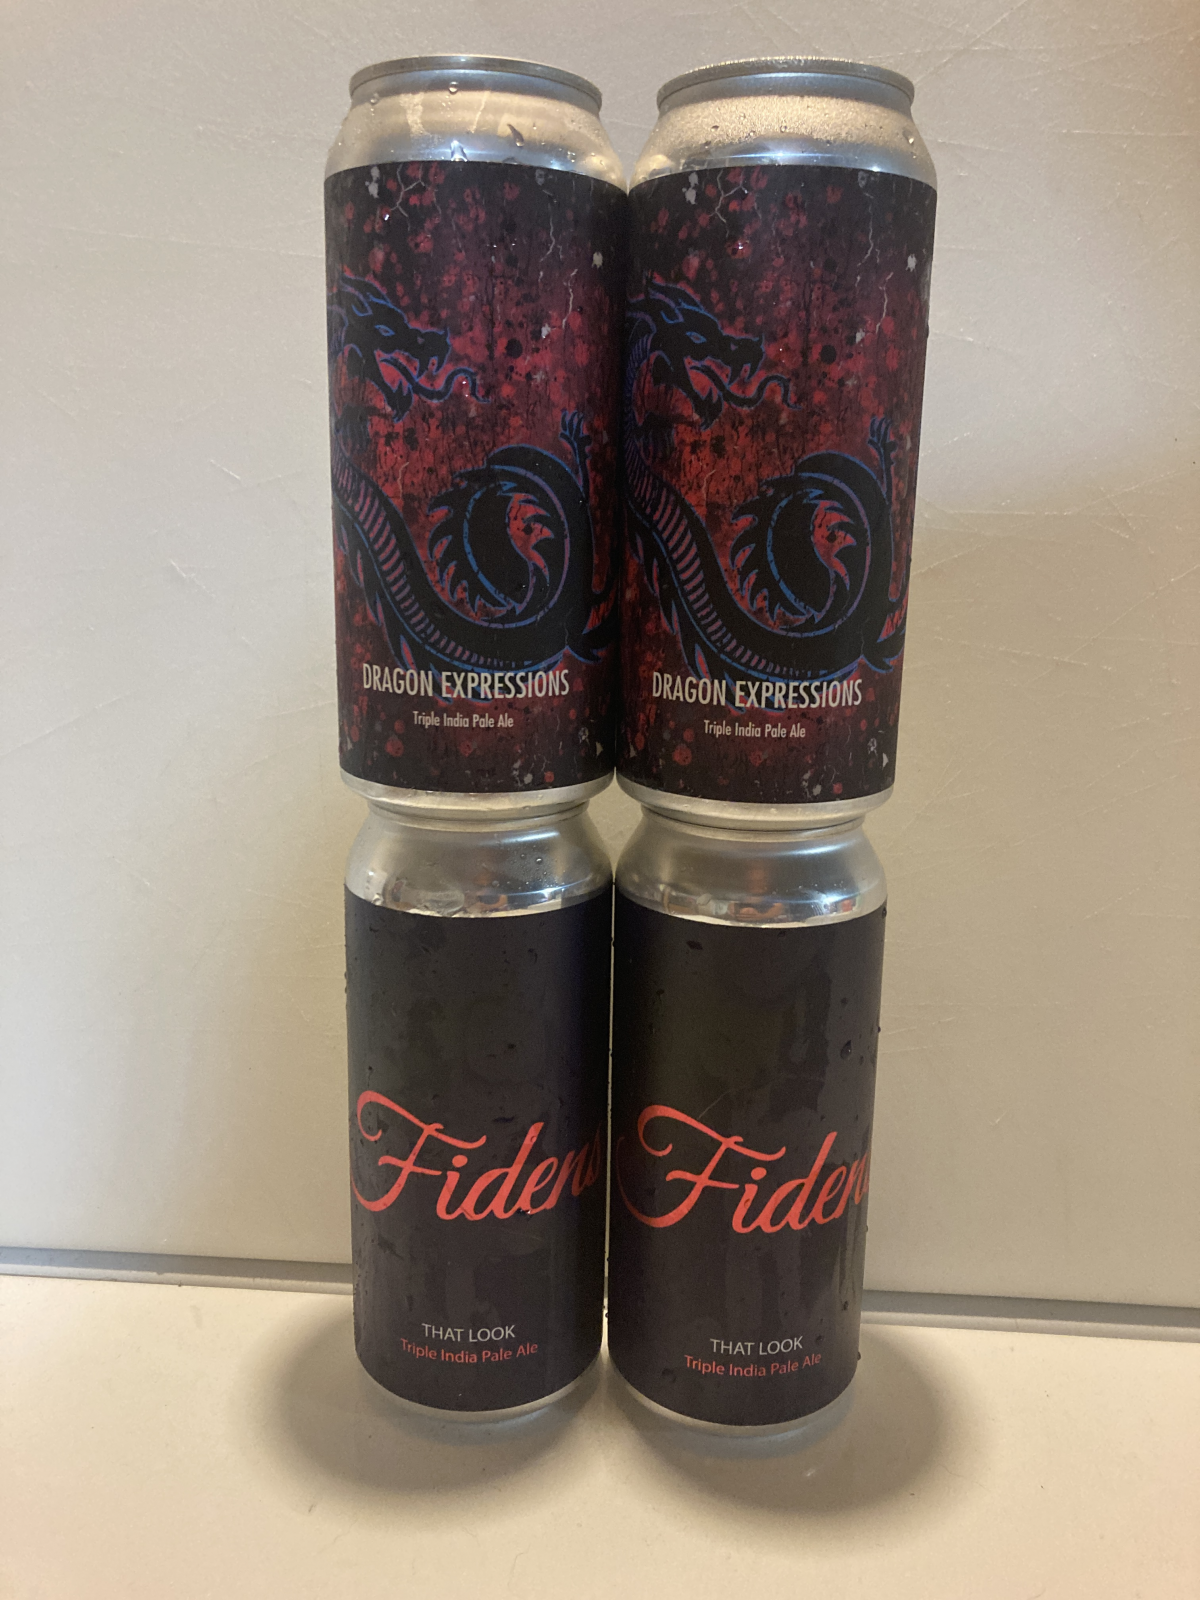 DRAGON EXPRESSIONS
Triple India Pale Ale
DRAGON EXPRESSIONS
Triple India Pale Ale
Fidens
THAT LOOK
Triple India Pale Ale
Fiden
THAT LOOK
Triple India Pale Ale